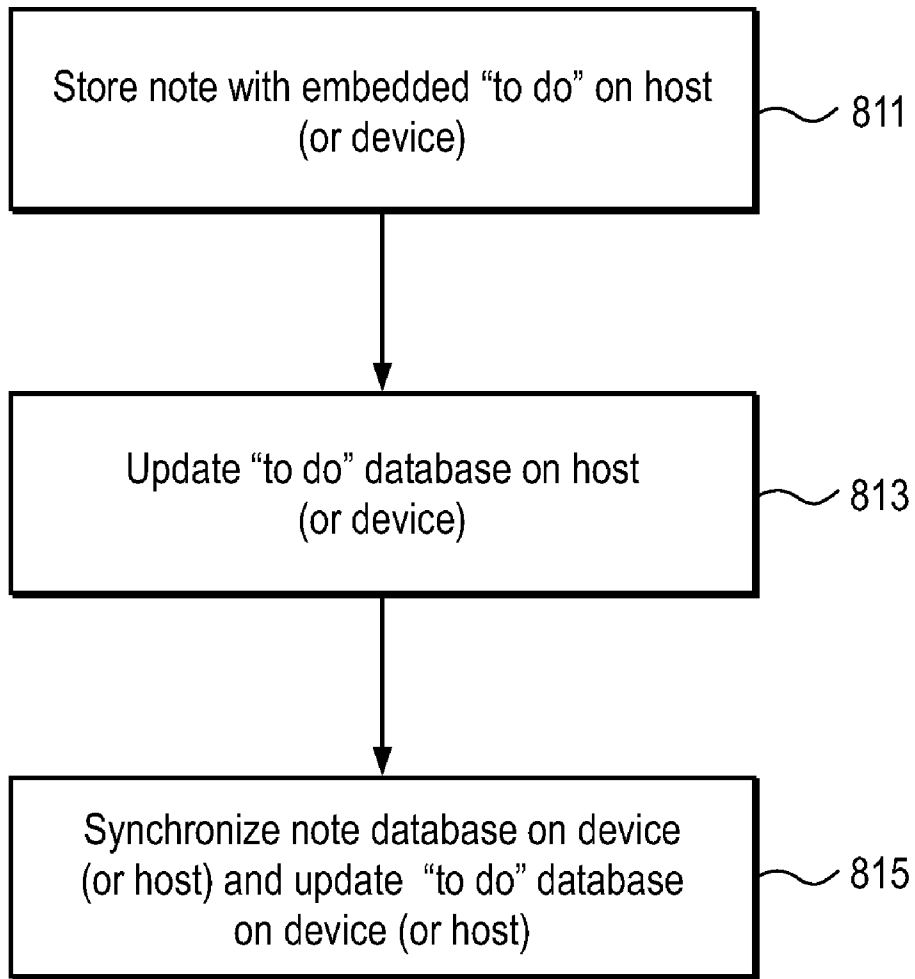 Store note with embedded “to do” on host
(or device)
811
Update “to do” database on host
(or device)
813
Synchronize note database on device
(or host) and update “to do” database
on device (or host)
815